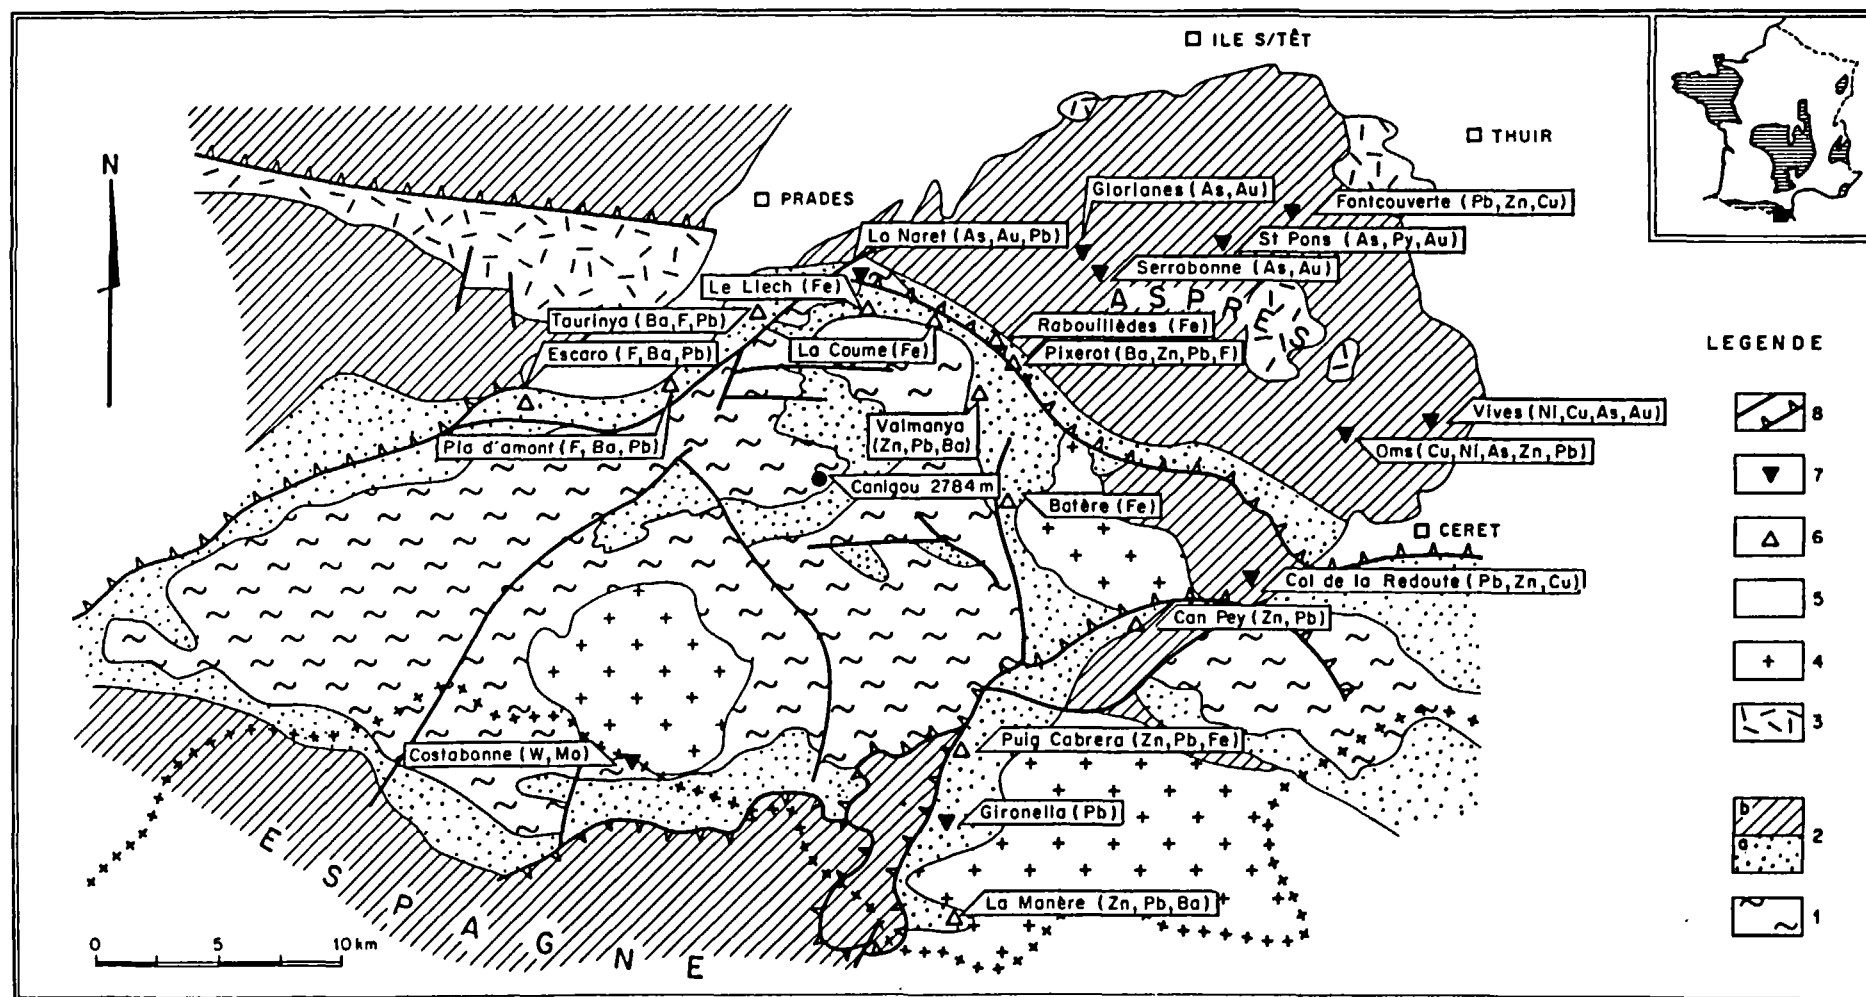 ILE S/TÊT
THUIR
N
PRADES
Glorianes (As,Au)
Fontcouverte (Pb,Zn,Cu)
La Naret (As,Au,Pb)
St Pons (As,Py,Au)
Serrabonne (As,Au)
Le Llech (Fe)
ASPRES
Taurinya (Ba,F,Pb)
Rabouillèdes (Fe)
Escaro (F,Ba,Pb)
La Coume (Fe)
Pixerot (Ba,Zn,Pb,F)
LEGENDE
8
Vives (Ni,Cu,As,Au)
Valmanya
(Zn,Pb,Ba)
Pla d'amont (F,Ba,Pb)
Oms (Cu,Ni,As,Zn,Pb)
7
Canigou 2784 m
Batère (Fe)
CERET
6
Col de la Redoute (Pb,Zn,Cu)
5
Can Pey (Zn,Pb)
4
3
Puig Cabrera (Zn,Pb,Fe)
Costabonne (W,Mo)
Gironella (Pb)
b
2
a
ESPAGNE
La Manère (Zn,Pb,Ba)
1
0 5 10 km